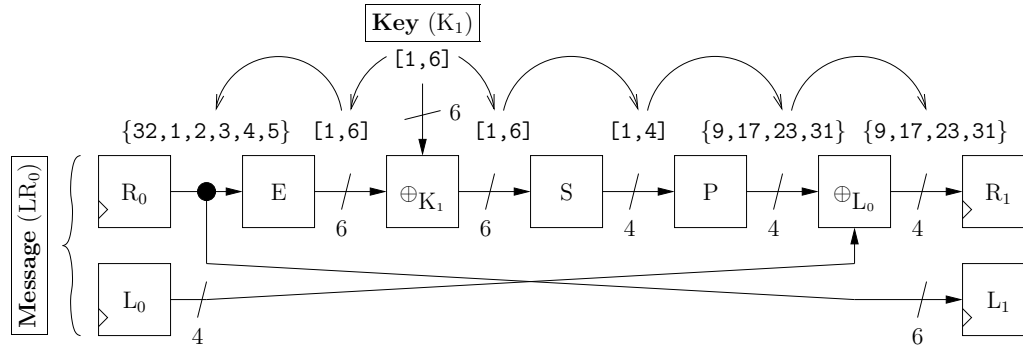 Key (K₁)
[1,6]
6
{32,1,2,3,4,5} [1,6] [1,6] [1,4] {9,17,23,31} {9,17,23,31}
Message (LR₀)
R₀ E ⊕K₁ S P ⊕L₀ R₁
6 6 4 4 4
L₀ L₁
4 6